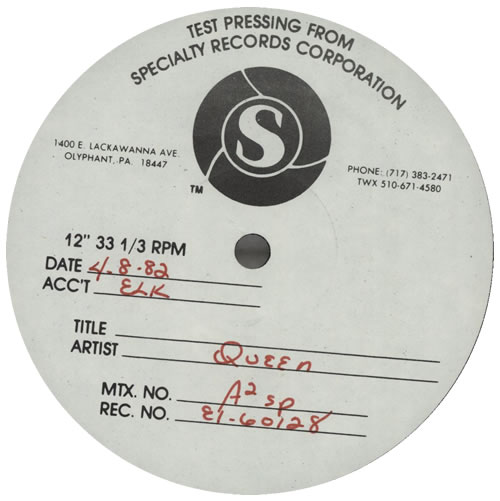 TEST PRESSING FROM
SPECIALTY RECORDS CORPORATION
S
TM
1400 E. LACKAWANNA AVE.
OLYPHANT, PA. 18447
PHONE: (717) 383-2471
TWX 510-671-4580
12" 33 1/3 RPM
DATE 4-8-82
ACC'T ELK
TITLE
ARTIST QUEEN
MTX. NO. A2 sp
REC. NO. E1-60128